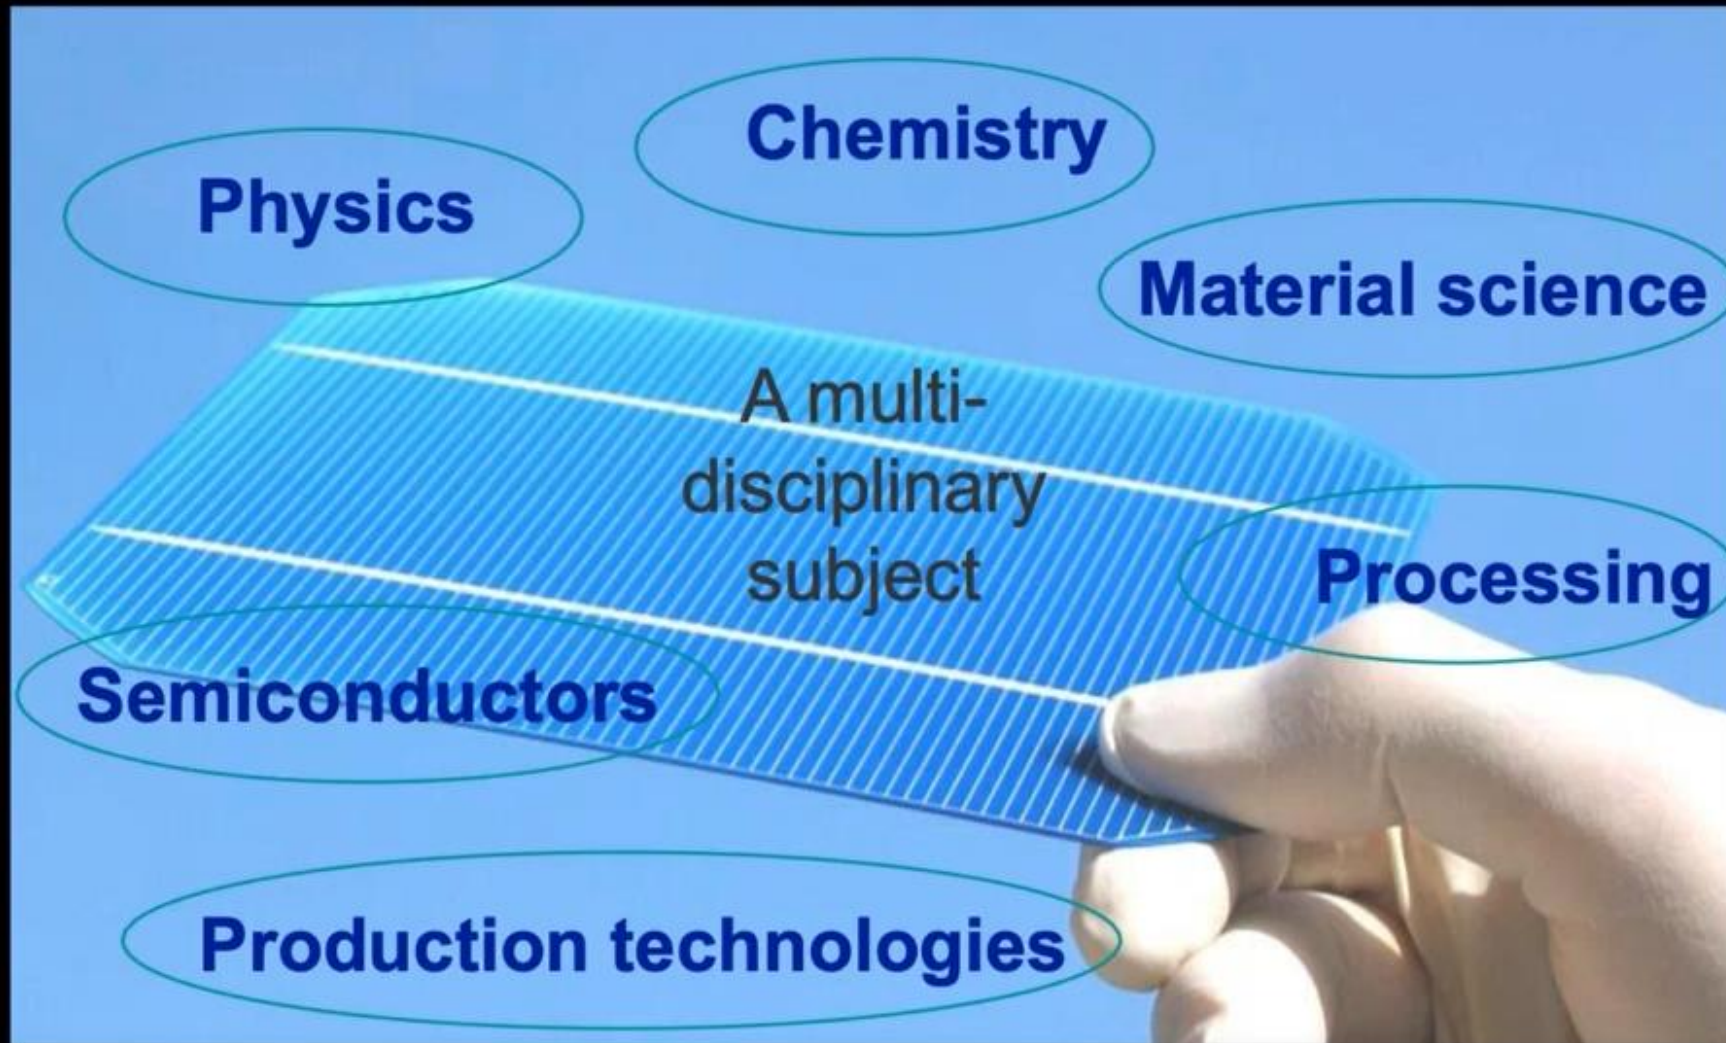 Chemistry
Physics
Material science
A multi-
disciplinary
subject
Processing
Semiconductors
Production technologies